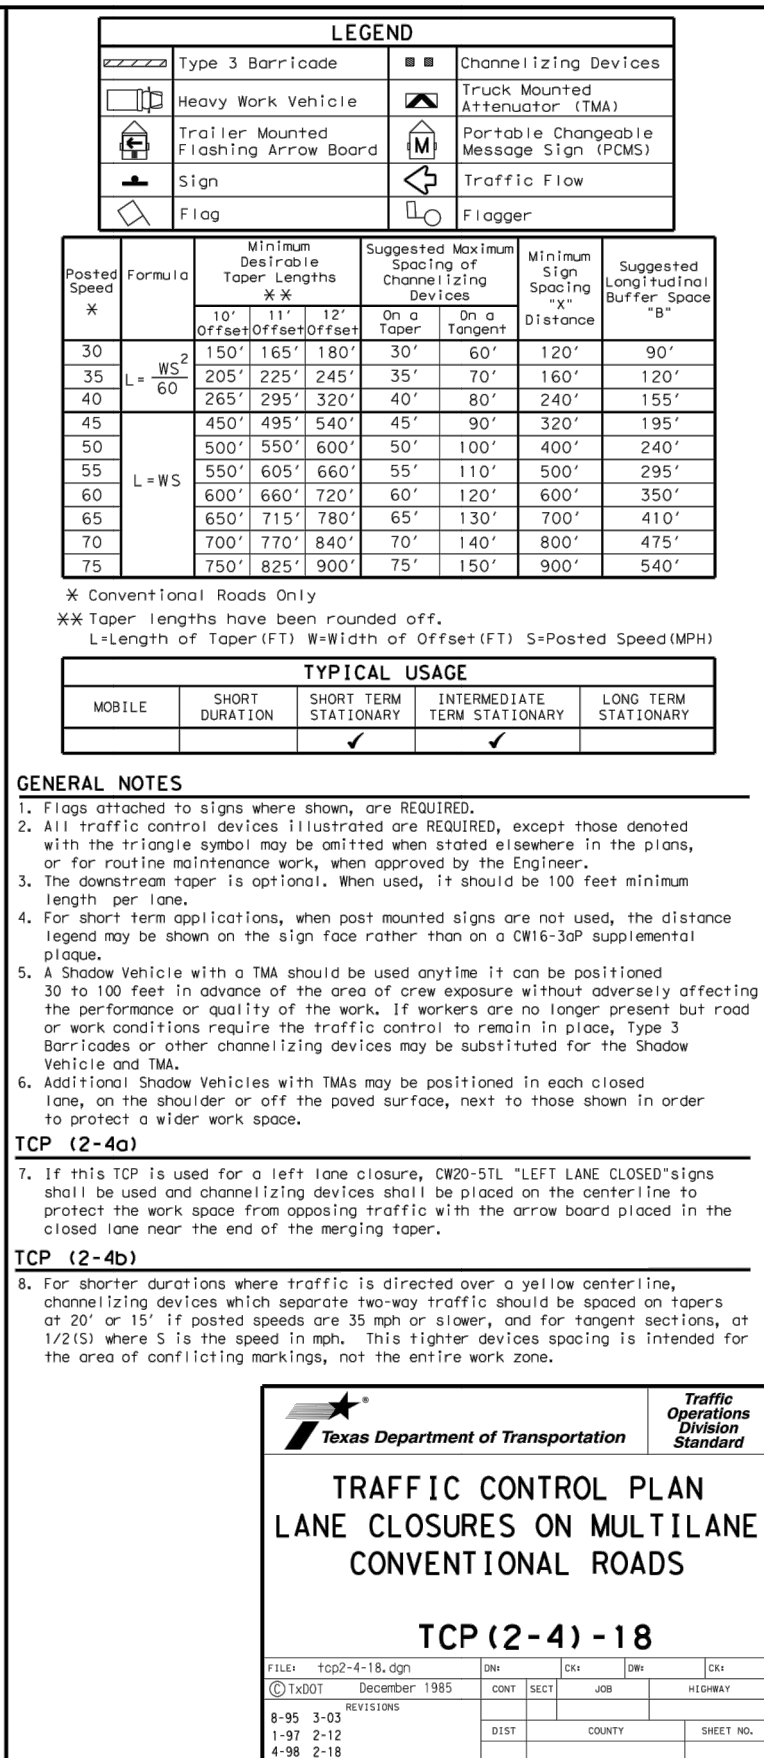 LEGEND
Type 3 Barricade Channelizing Devices
Heavy Work Vehicle Truck Mounted Attenuator (TMA)
Trailer Mounted Flashing Arrow Board M Portable Changeable Message Sign (PCMS)
Sign Traffic Flow
Flag Flagger
Posted Speed * Formula Minimum Desirable Taper Lengths ** Suggested Maximum Spacing of Channelizing Devices Minimum Sign Spacing "X" Distance Suggested Longitudinal Buffer Space "B"
10' Offset 11' Offset 12' Offset On a Taper On a Tangent
30 L = WS²/60 150' 165' 180' 30' 60' 120' 90'
35 205' 225' 245' 35' 70' 160' 120'
40 265' 295' 320' 40' 80' 240' 155'
45 L = WS 450' 495' 540' 45' 90' 320' 195'
50 500' 550' 600' 50' 100' 400' 240'
55 550' 605' 660' 55' 110' 500' 295'
60 600' 660' 720' 60' 120' 600' 350'
65 650' 715' 780' 65' 130' 700' 410'
70 700' 770' 840' 70' 140' 800' 475'
75 750' 825' 900' 75' 150' 900' 540'
* Conventional Roads Only
** Taper lengths have been rounded off.
L=Length of Taper(FT) W=Width of Offset(FT) S=Posted Speed(MPH)
TYPICAL USAGE
MOBILE SHORT DURATION SHORT TERM STATIONARY INTERMEDIATE TERM STATIONARY LONG TERM STATIONARY
✓ ✓
GENERAL NOTES
1. Flags attached to signs where shown, are REQUIRED.
2. All traffic control devices illustrated are REQUIRED, except those denoted
with the triangle symbol may be omitted when stated elsewhere in the plans,
or for routine maintenance work, when approved by the Engineer.
3. The downstream taper is optional. When used, it should be 100 feet minimum
length per lane.
4. For short term applications, when post mounted signs are not used, the distance
legend may be shown on the sign face rather than on a CW16-3aP supplemental
plaque.
5. A Shadow Vehicle with a TMA should be used anytime it can be positioned
30 to 100 feet in advance of the area of crew exposure without adversely affecting
the performance or quality of the work. If workers are no longer present but road
or work conditions require the traffic control to remain in place, Type 3
Barricades or other channelizing devices may be substituted for the Shadow
Vehicle and TMA.
6. Additional Shadow Vehicles with TMAs may be positioned in each closed
lane, on the shoulder or off the paved surface, next to those shown in order
to protect a wider work space.
TCP (2-4a)
7. If this TCP is used for a left lane closure, CW20-5TL "LEFT LANE CLOSED"signs
shall be used and channelizing devices shall be placed on the centerline to
protect the work space from opposing traffic with the arrow board placed in the
closed lane near the end of the merging taper.
TCP (2-4b)
8. For shorter durations where traffic is directed over a yellow centerline,
channelizing devices which separate two-way traffic should be spaced on tapers
at 20' or 15' if posted speeds are 35 mph or slower, and for tangent sections, at
1/2(S) where S is the speed in mph. This tighter devices spacing is intended for
the area of conflicting markings, not the entire work zone.
®
Texas Department of Transportation
Traffic
Operations
Division
Standard
TRAFFIC CONTROL PLAN
LANE CLOSURES ON MULTILANE
CONVENTIONAL ROADS
TCP(2-4)-18
FILE: tcp2-4-18.dgn DN: CK: DW: CK:
© TxDOT December 1985 CONT SECT JOB HIGHWAY
REVISIONS
8-95 3-03
1-97 2-12 DIST COUNTY SHEET NO.
4-98 2-18